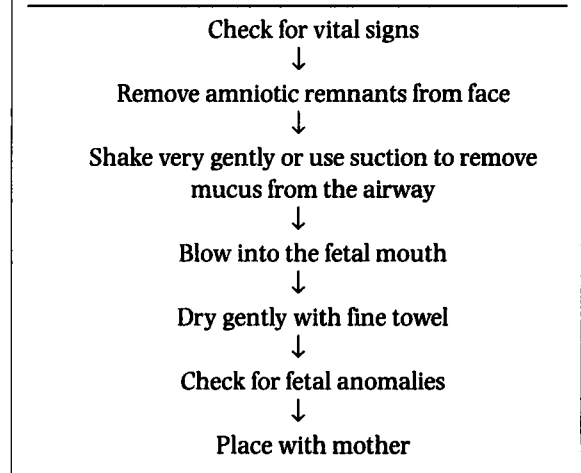 Check for vital signs
↓
Remove amniotic remnants from face
↓
Shake very gently or use suction to remove
mucus from the airway
↓
Blow into the fetal mouth
↓
Dry gently with fine towel
↓
Check for fetal anomalies
↓
Place with mother